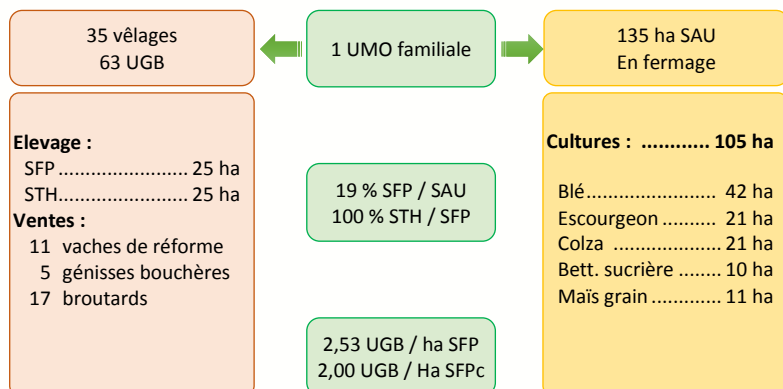 35 vêlages
63 UGB
1 UMO familiale
135 ha SAU
En fermage
Elevage :
SFP ....................... 25 ha
STH....................... 25 ha
Ventes :
11 vaches de réforme
5 génisses bouchères
17 broutards
19 % SFP / SAU
100 % STH / SFP
2,53 UGB / ha SFP
2,00 UGB / Ha SFPc
Cultures : ............ 105 ha
Blé....................... 42 ha
Escourgeon ......... 21 ha
Colza .................. 21 ha
Bett. sucrière ....... 10 ha
Maïs grain ............ 11 ha